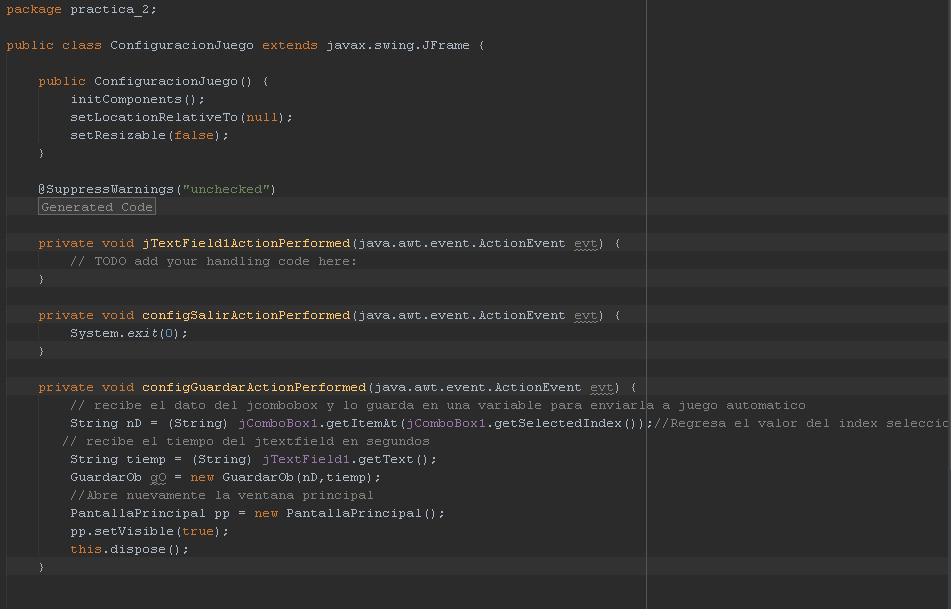 package practica_2;
public class ConfiguracionJuego extends javax.swing.JFrame {
public ConfiguracionJuego() {
initComponents();
setLocationRelativeTo(null);
setResizable(false);
}
@SuppressWarnings("unchecked")
Generated Code
private void jTextField1ActionPerformed(java.awt.event.ActionEvent evt) {
// TODO add your handling code here:
}
private void configSalirActionPerformed(java.awt.event.ActionEvent evt) {
System.exit(0);
}
private void configGuardarActionPerformed(java.awt.event.ActionEvent evt) {
// recibe el dato del jcombobox y lo guarda en una variable para enviarla a juego automatico
String nD = (String) jComboBox1.getItemAt(jComboBox1.getSelectedIndex());//Regresa el valor del index seleccio
// recibe el tiempo del jtextfield en segundos
String tiemp = (String) jTextField1.getText();
GuardarOb gO = new GuardarOb(nD,tiemp);
//Abre nuevamente la ventana principal
PantallaPrincipal pp = new PantallaPrincipal();
pp.setVisible(true);
this.dispose();
}